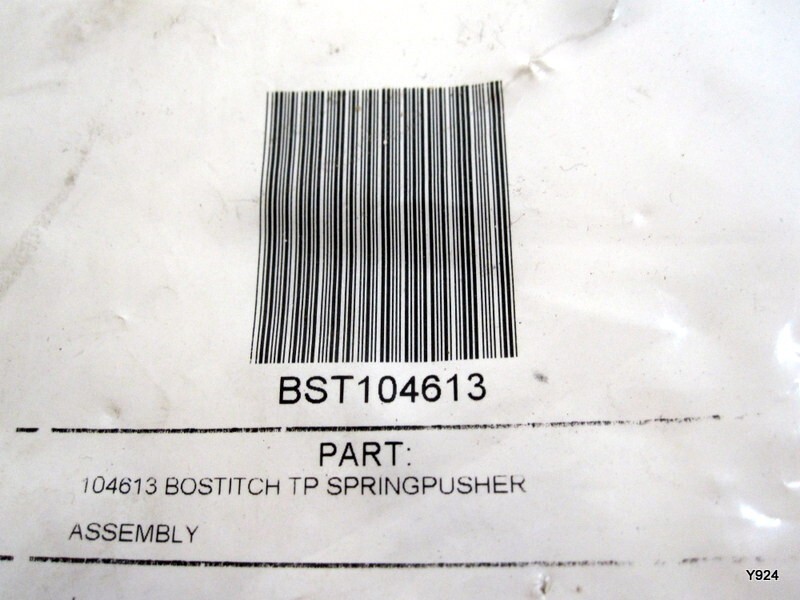 BST104613
PART:
104613 BOSTITCH TP SPRINGPUSHER
ASSEMBLY
Y924